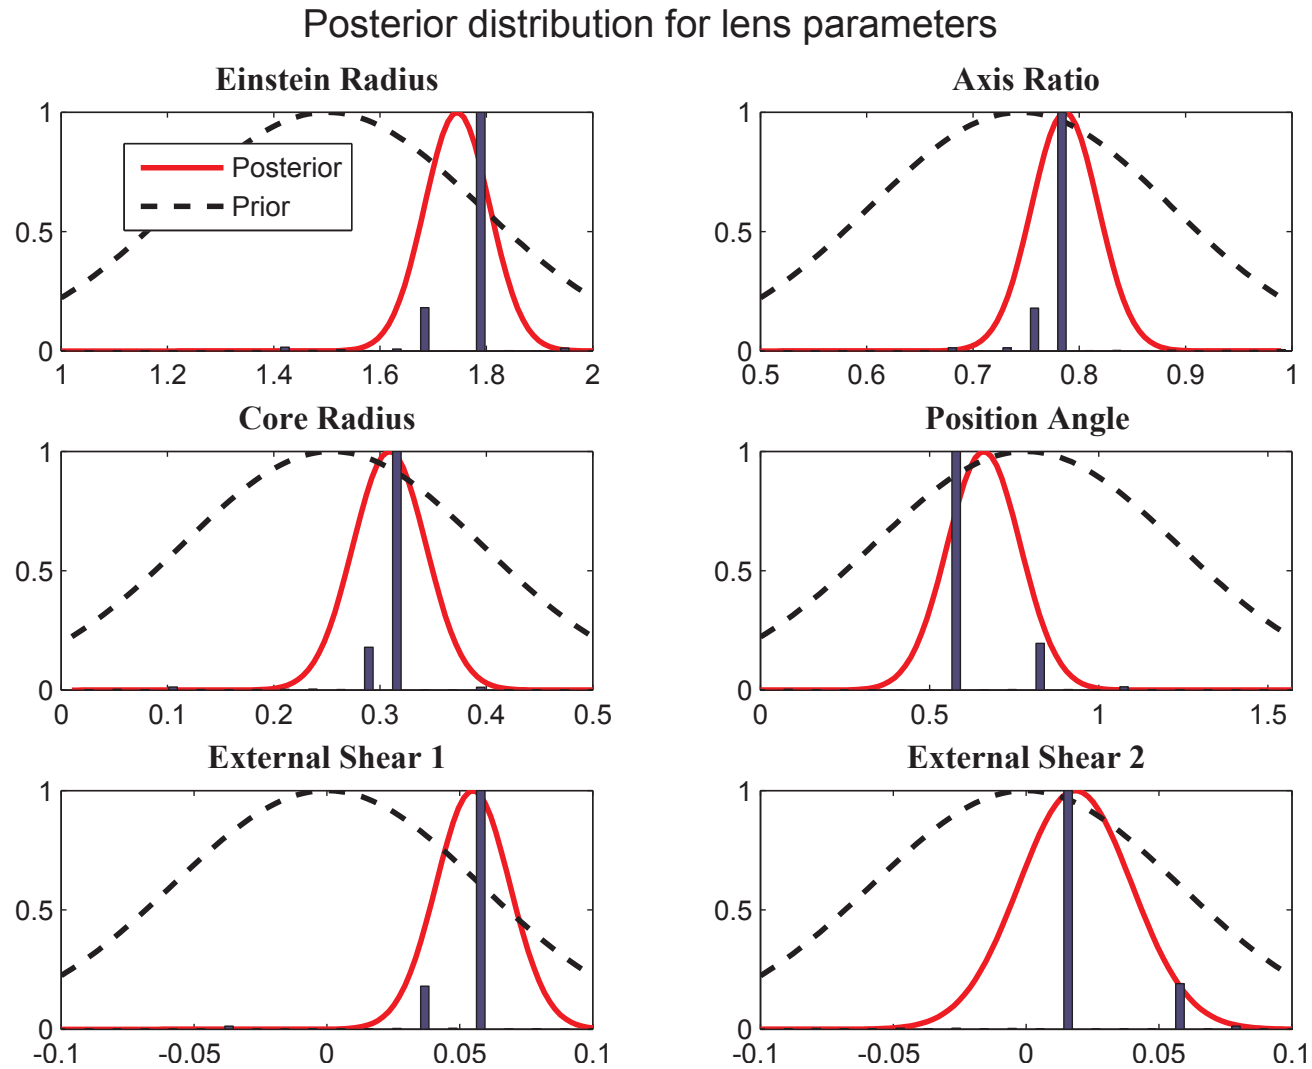 Posterior distribution for lens parameters
Einstein Radius
1
0.5
0
1 1.2 1.4 1.6 1.8 2
Posterior
Prior
Axis Ratio
1
0.5
0
0.5 0.6 0.7 0.8 0.9 1
Core Radius
1
0.5
0
0 0.1 0.2 0.3 0.4 0.5
Position Angle
1
0.5
0
0 0.5 1 1.5
External Shear 1
1
0.5
0
-0.1 -0.05 0 0.05 0.1
External Shear 2
1
0.5
0
-0.1 -0.05 0 0.05 0.1